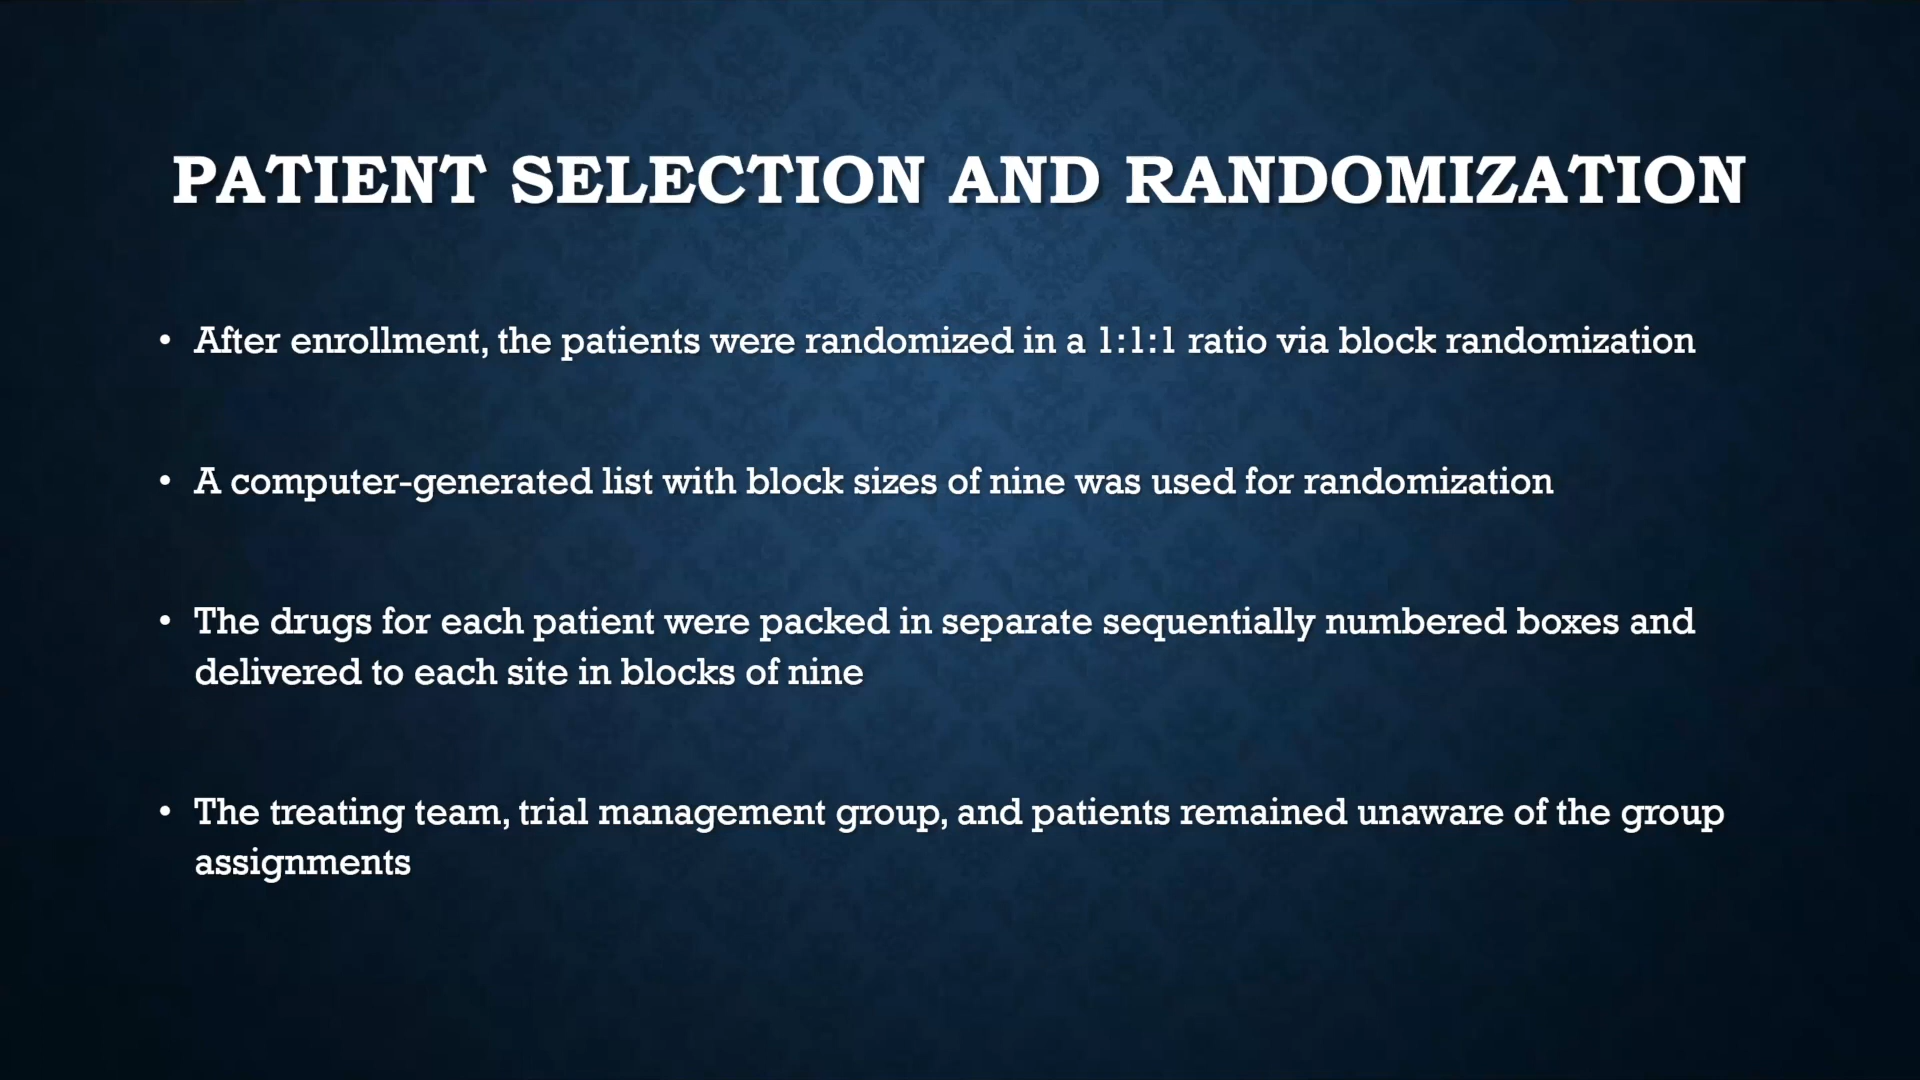 PATIENT SELECTION AND RANDOMIZATION
• After enrollment, the patients were randomized in a 1:1:1 ratio via block randomization
• A computer-generated list with block sizes of nine was used for randomization
• The drugs for each patient were packed in separate sequentially numbered boxes and
delivered to each site in blocks of nine
• The treating team, trial management group, and patients remained unaware of the group
assignments